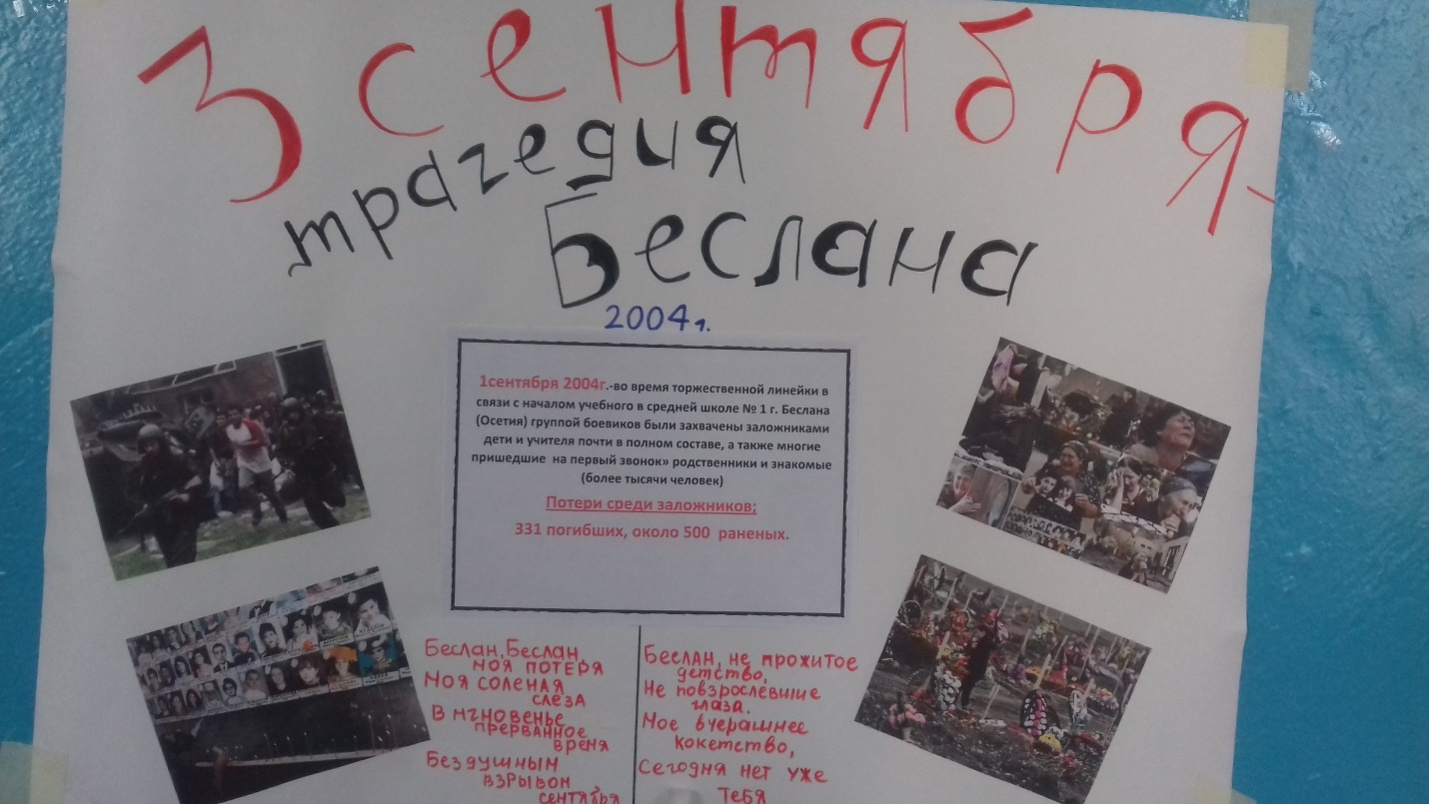 3 сентября-
трагедия
Беслана
2004г.
1сентября 2004г.-во время торжественной линейки в
связи с началом учебного в средней школе № 1 г. Беслана
(Осетия) группой боевиков были захвачены заложниками
дети и учителя почти в полном составе, а также многие
пришедшие на первый звонок» родственники и знакомые
(более тысячи человек)
Потери среди заложников;
331 погибших, около 500 раненых.
Беслан, Беслан,
моя потеря
Моя соленая
слеза
В мгновенье
прерванное
время
Бездушным
взрывом
сентября
Беслан, не прожитое
детство,
Не повзрослевшие
глаза.
Мое вчерашнее
кокетство,
Сегодня нет уже
тебя